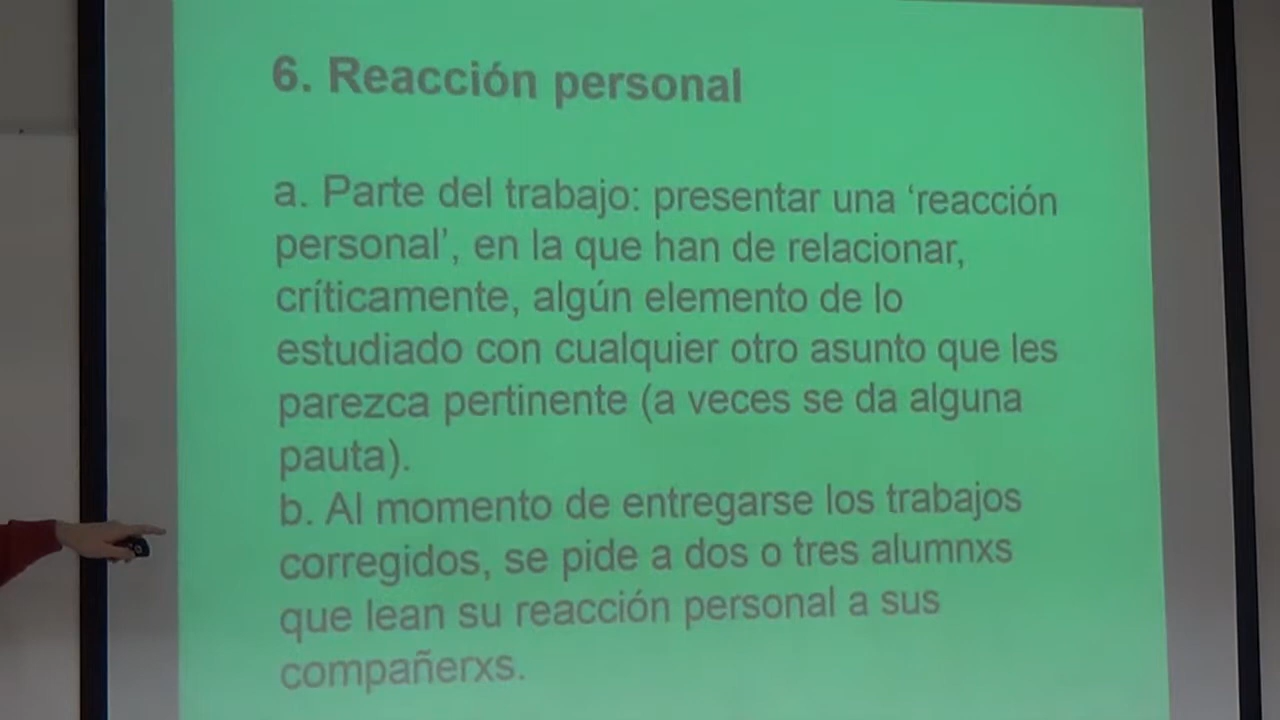 6. Reacción personal
a. Parte del trabajo: presentar una ‘reacción
personal’, en la que han de relacionar,
críticamente, algún elemento de lo
estudiado con cualquier otro asunto que les
parezca pertinente (a veces se da alguna
pauta).
b. Al momento de entregarse los trabajos
corregidos, se pide a dos o tres alumnxs
que lean su reacción personal a sus
compañerxs.